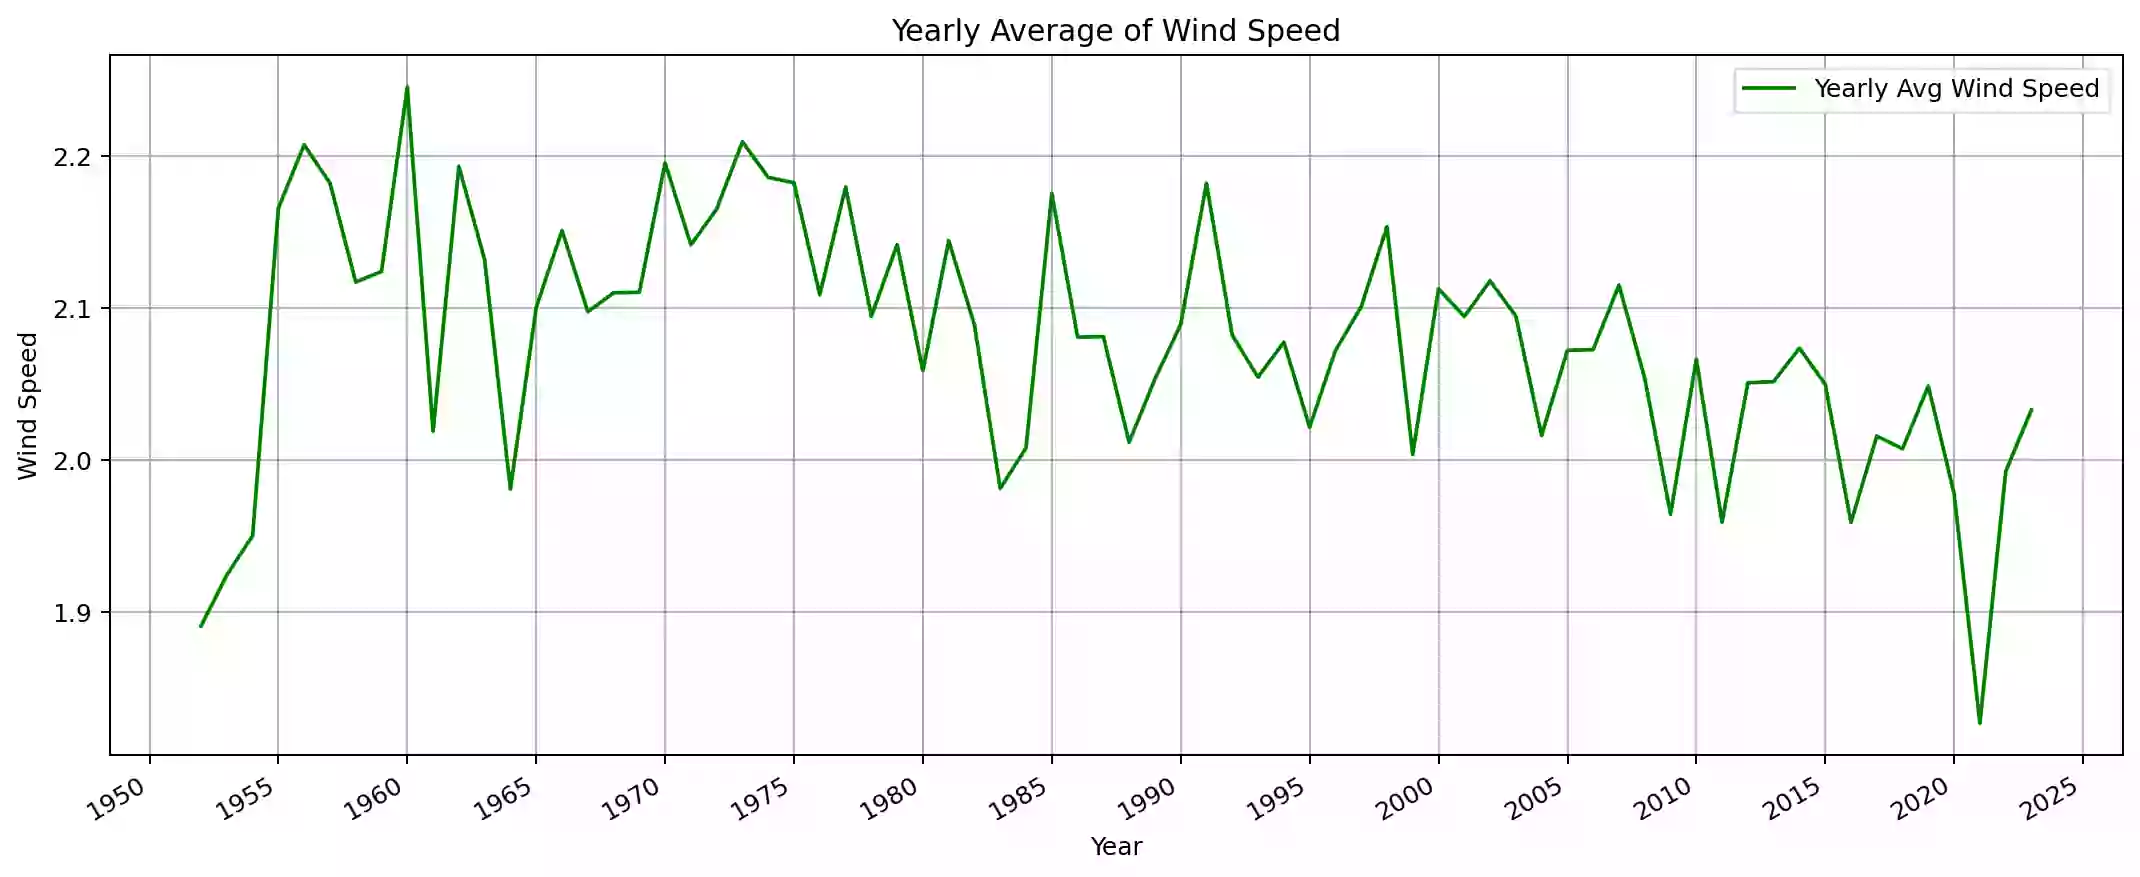 Yearly Average of Wind Speed
Yearly Avg Wind Speed
2.2
2.1
2.0
1.9
Wind Speed
1950 1955 1960 1965 1970 1975 1980 1985 1990 1995 2000 2005 2010 2015 2020 2025
Year